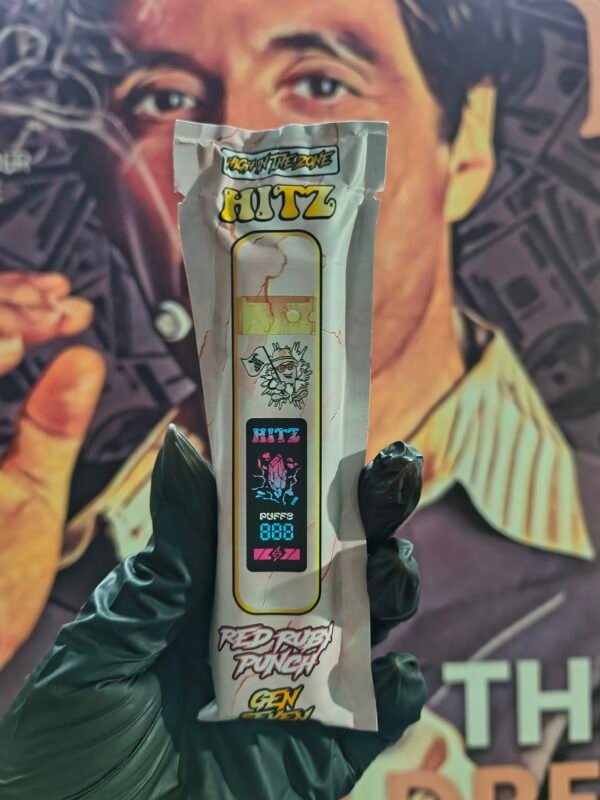 HIGH IN THE ZONE
HITZ
HITZ
PUFFS
888
RED RUBY
PUNCH
GEN
SEVEN
TH